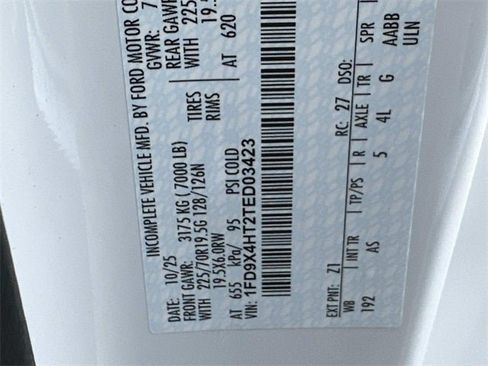 INCOMPLETE VEHICLE MFD. BY FORD MOTOR CO
DATE: 10/25 GVWR: 7
FRONT GAWR: 3175 KG (7000 LB) REAR GAWR
WITH 225/70R19.5G 128/126N TIRES WITH 225
19.5X6.0RW RIMS 19.5
AT 655 kPa/ 95 PSI COLD AT 620
VIN: 1FD9X4HT2TED03423
EXT PNT: Z1 RC: 27 DSO:
WB INT TR TP/PS R AXLE TR SPR
192 AS 5 4L G AABB
ULN